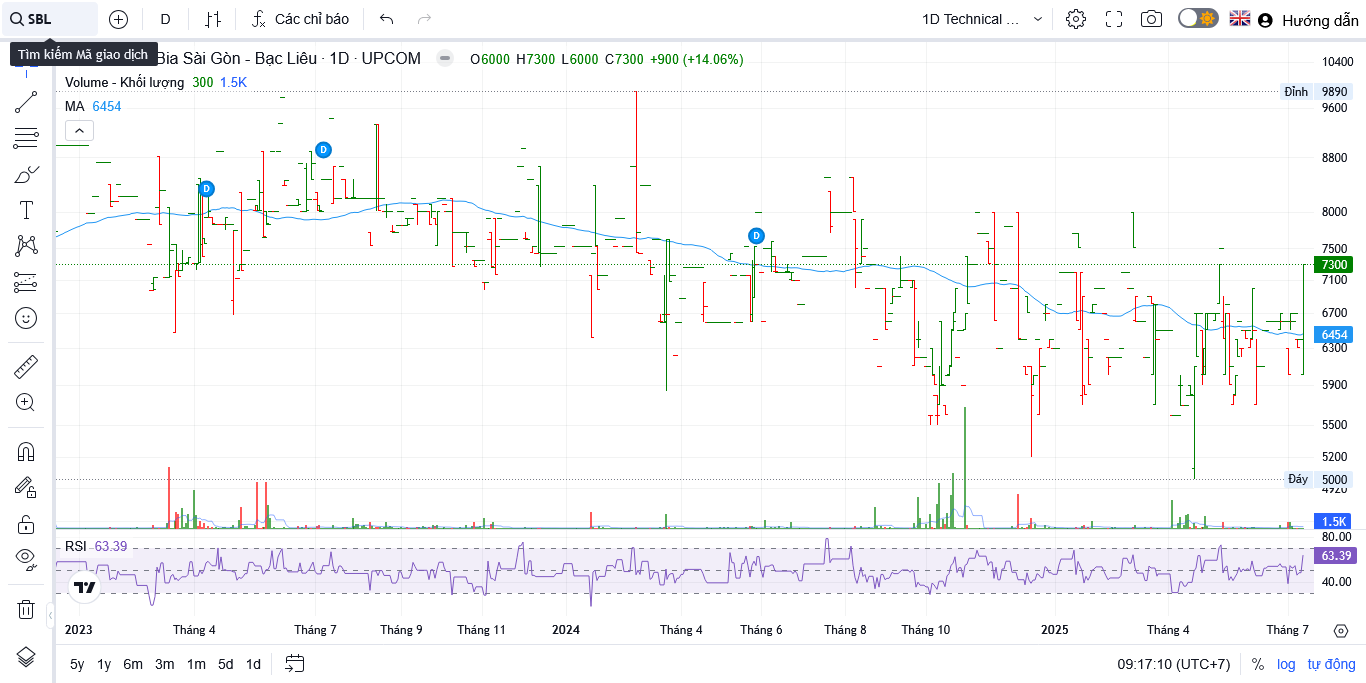 SBL
D
Các chỉ báo
1D Technical ...
Hướng dẫn
Tìm kiếm Mã giao dịch
Bia Sài Gòn - Bạc Liêu · 1D · UPCOM
O6000 H7300 L6000 C7300 +900 (+14.06%)
Volume - Khối lượng 300 1.5K
MA 6454
10400
Đỉnh 9890
9600
8800
8000
7500
7300
7100
6700
6454
6300
5900
5500
5200
Đáy 5000
4920
1.5K
D
D
D
RSI 63.39
80.00
63.39
40.00
2023 Tháng 4 Tháng 7 Tháng 9 Tháng 11 2024 Tháng 4 Tháng 6 Tháng 8 Tháng 10 2025 Tháng 4 Tháng 7
5y 1y 6m 3m 1m 5d 1d
09:17:10 (UTC+7) % log tự động